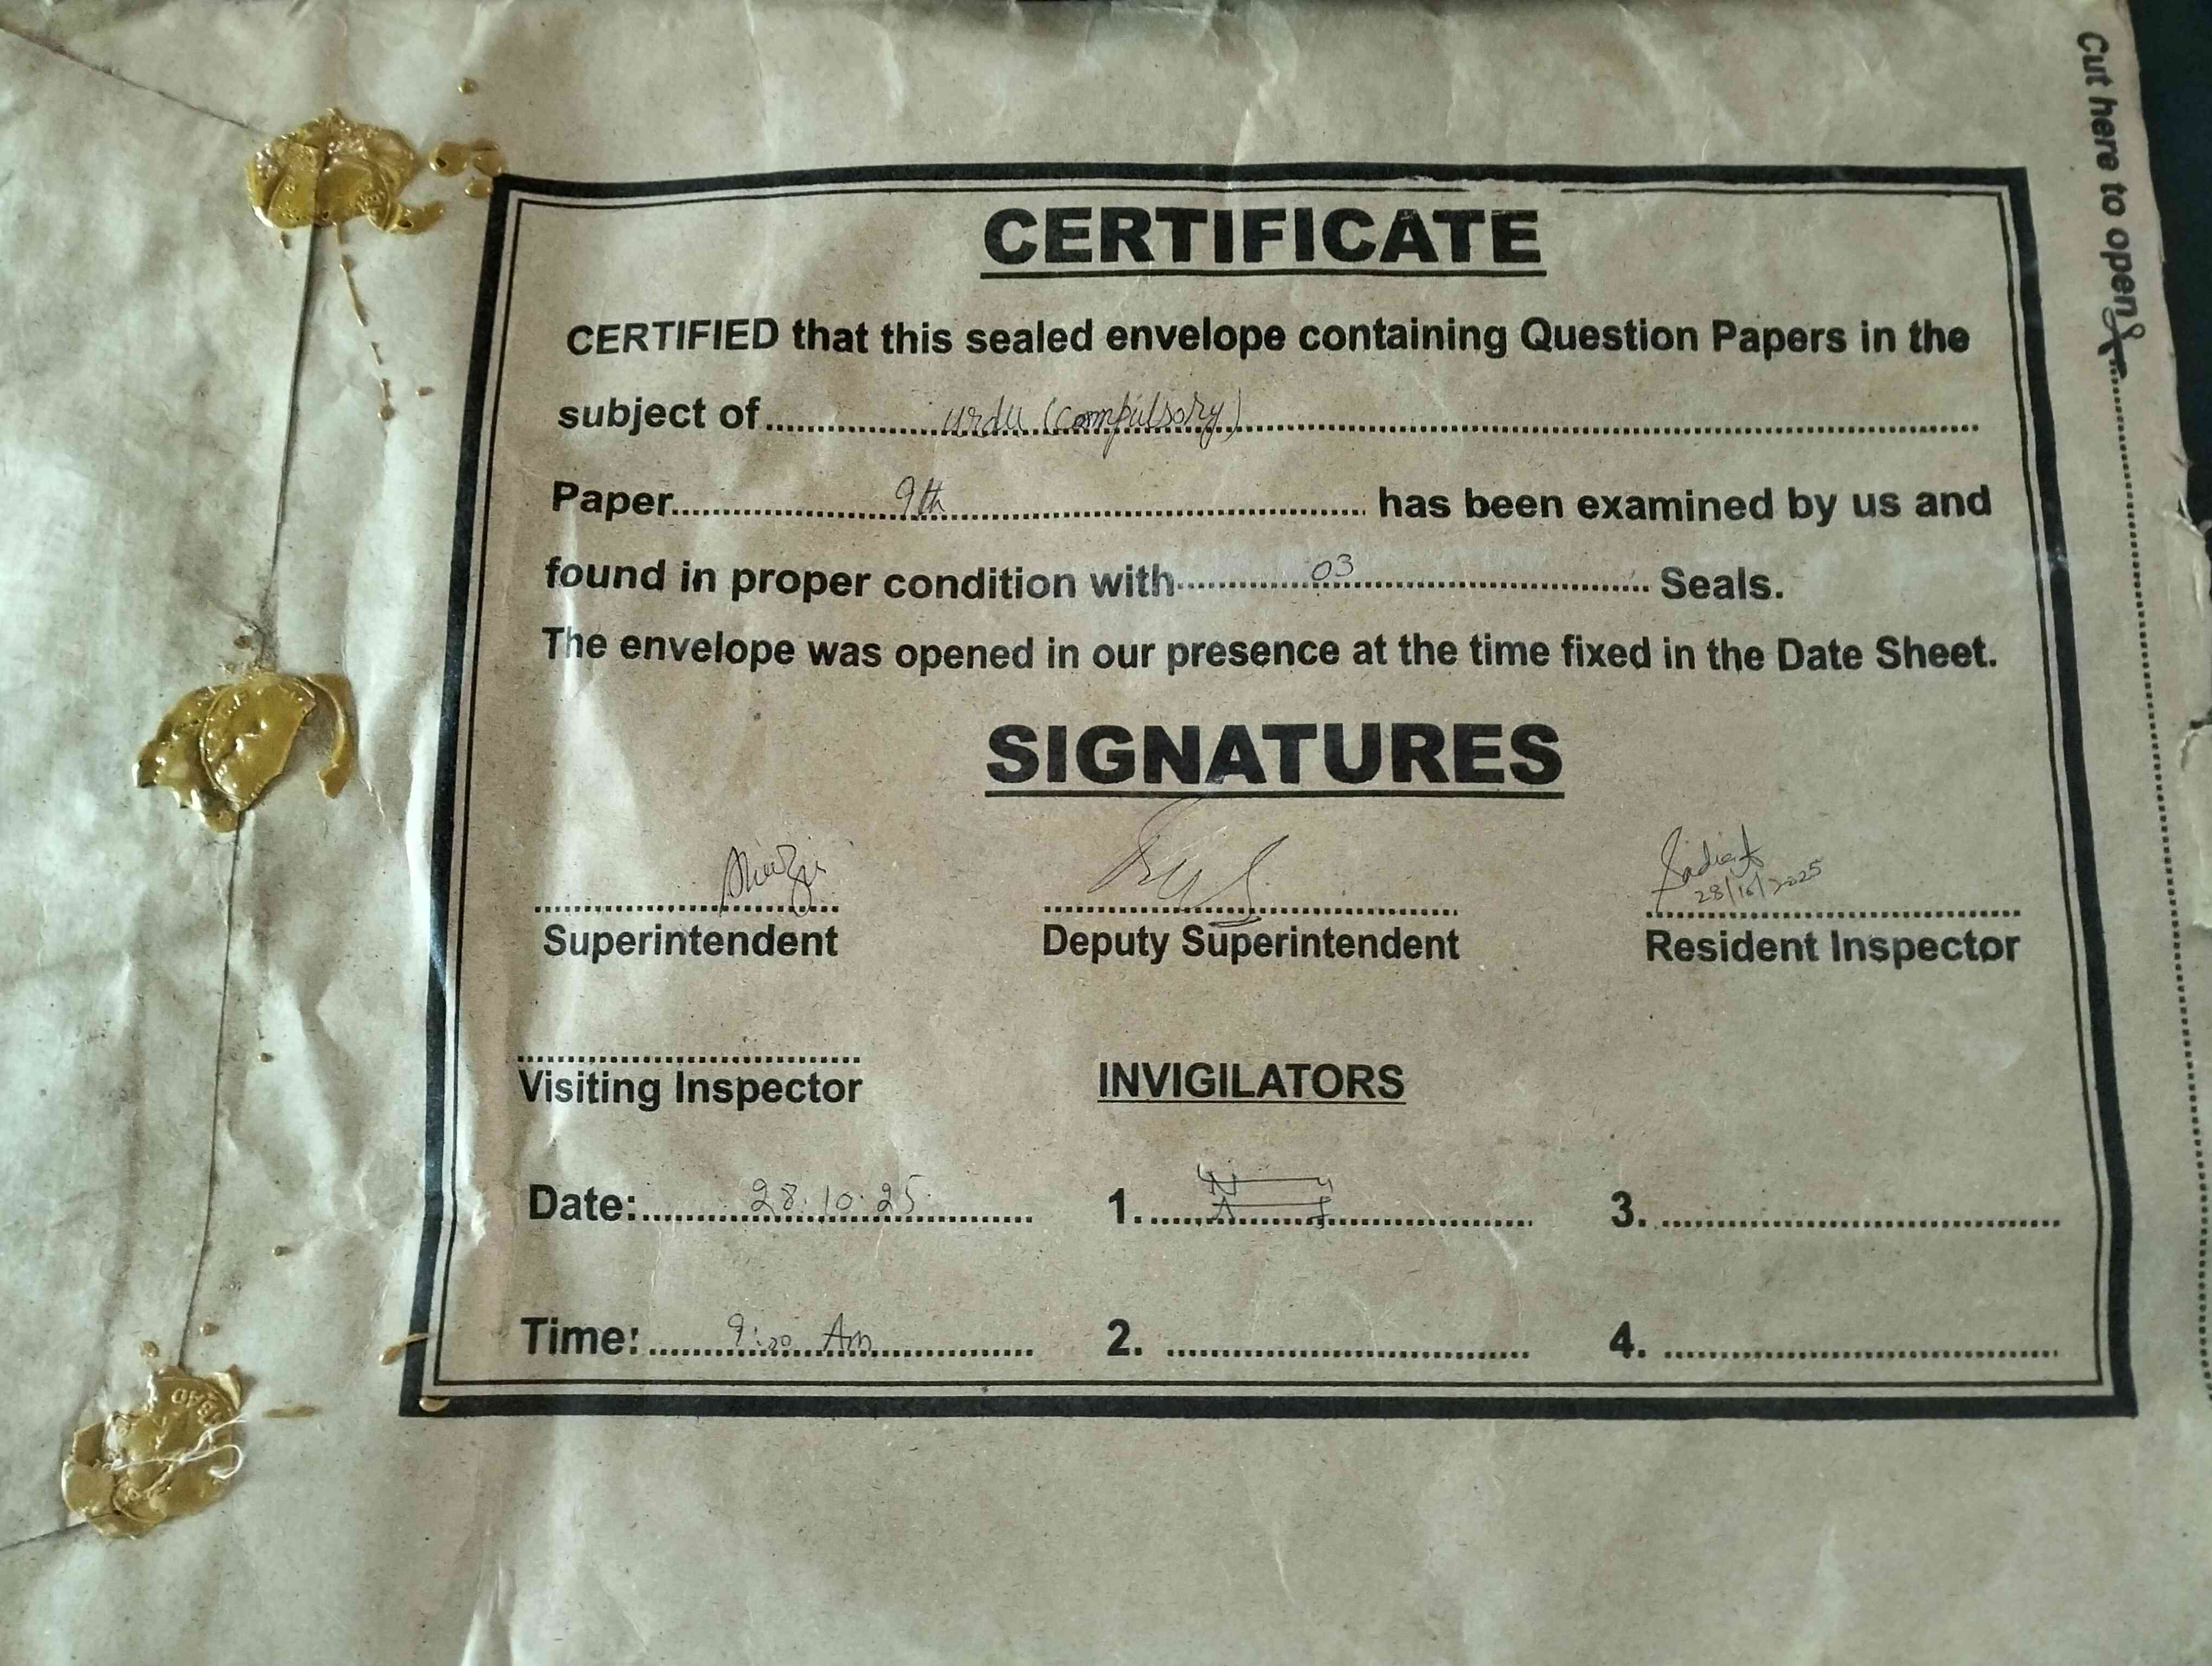 Cut here to open
CERTIFICATE
CERTIFIED that this sealed envelope containing Question Papers in the
subject of.......... urdu (compulsory) ..........
Paper.......... 9th .......... has been examined by us and
found in proper condition with.......... 03 .......... Seals.
The envelope was opened in our presence at the time fixed in the Date Sheet.
SIGNATURES
28/10/2025
Superintendent Deputy Superintendent Resident Inspector
Visiting Inspector INVIGILATORS
Date:.......... 28.10.25 .......... 1........... 3...........
Time:.......... Am .......... 2. .......... 4. ..........